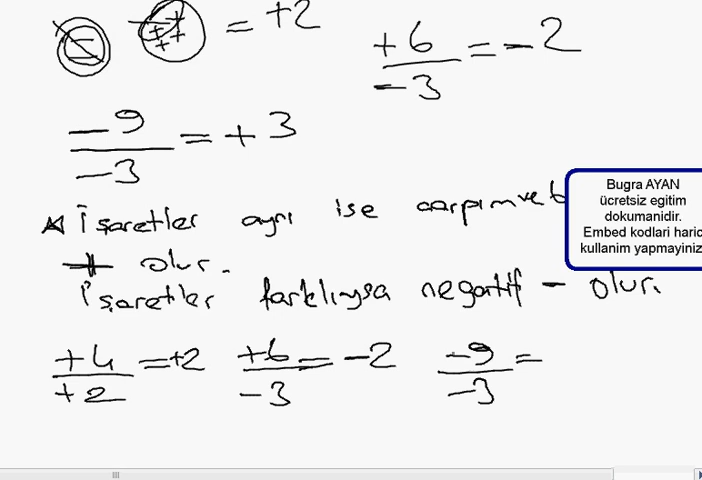 = +2
+6/-3 = -2
-9/-3 = +3
İşaretler ayrı ise çarpım ve b
+ olur.
İşaretler farklıysa negatif - olur.
+4/+2 = +2  +6/-3 = -2  -9/-3 =
Bugra AYAN
ücretsiz egitim
dokumanidir.
Embed kodlari haric
kullanim yapmayiniz